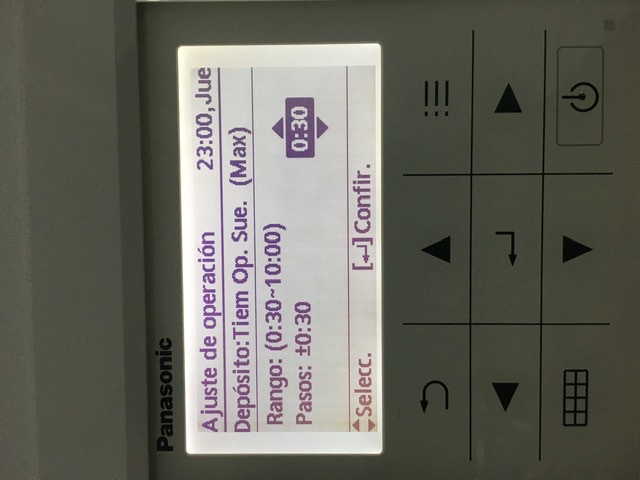 Panasonic
Ajuste de operación 23:00,Jue
Depósito:Tiem Op. Sue. (Max)
Rango: (0:30~10:00)
Pasos: ±0:30
0:30
Selecc. [↵]Confir.